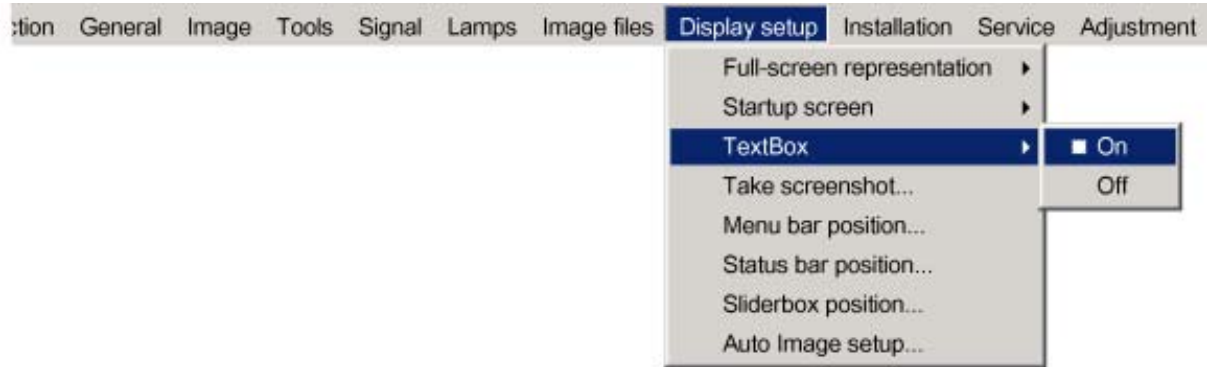 ction General Image Tools Signal Lamps Image files Display setup Installation Service Adjustment
Full-screen representation
Startup screen
TextBox
On
Take screenshot...
Off
Menu bar position...
Status bar position...
Sliderbox position...
Auto Image setup...